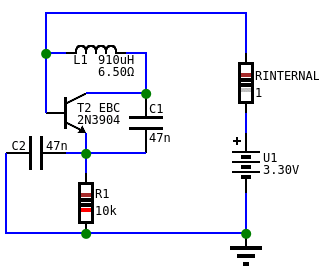 L1 910uH
6.50Ω
RINTERNAL
1
C1
T2 EBC
2N3904
47n
C2 47n
+
U1
3.30V
R1
10k